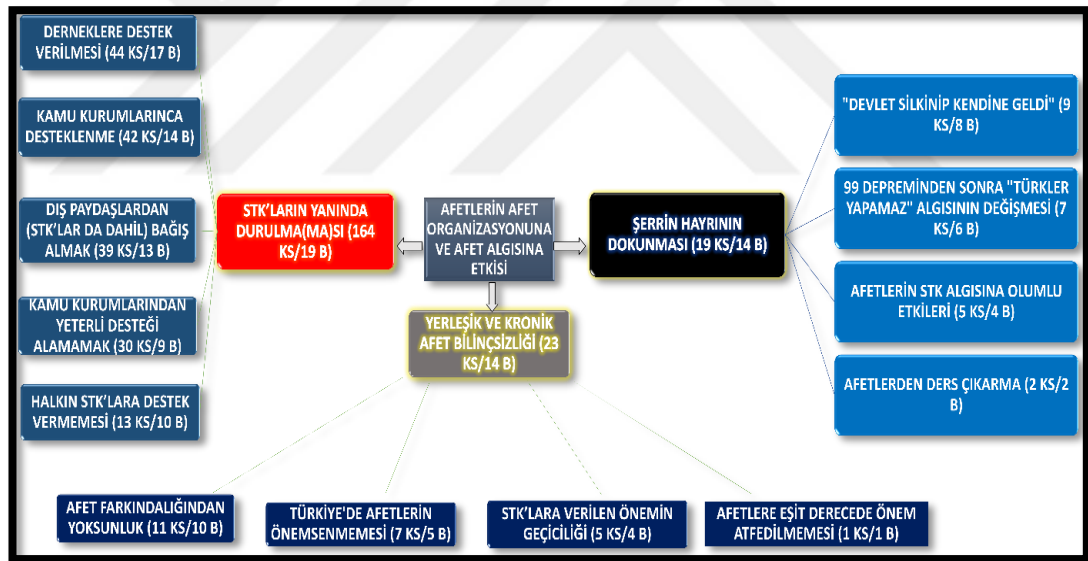 DERNEKLERE DESTEK
VERİLMESİ (44 KS/17 B)
KAMU KURUMLARINCA
DESTEKLENME (42 KS/14 B)
DIŞ PAYDAŞLARDAN
(STK'LAR DA DAHİL) BAĞIŞ
ALMAK (39 KS/13 B)
KAMU KURUMLARINDAN
YETERLİ DESTEĞİ
ALAMAMAK (30 KS/9 B)
HALKIN STK'LARA DESTEK
VERMEMESİ (13 KS/10 B)
STK'LARIN YANINDA
DURULMA(MA)SI (164
KS/19 B)
AFETLERİN AFET
ORGANİZASYONUNA
VE AFET ALGISINA
ETKİSİ
ŞERRİN HAYRININ
DOKUNMASI (19 KS/14 B)
YERLEŞİK VE KRONİK
AFET BİLİNÇSİZLİĞİ (23
KS/14 B)
"DEVLET SİLKİNİP KENDİNE GELDİ" (9
KS/8 B)
99 DEPREMİNDEN SONRA "TÜRKLER
YAPAMAZ" ALGISININ DEĞİŞMESİ (7
KS/6 B)
AFETLERİN STK ALGISINA OLUMLU
ETKİLERİ (5 KS/4 B)
AFETLERDEN DERS ÇIKARMA (2 KS/2
B)
AFET FARKINDALIĞINDAN
YOKSUNLUK (11 KS/10 B)
TÜRKİYE'DE AFETLERİN
ÖNEMSENMEMESİ (7 KS/5 B)
STK'LARA VERİLEN ÖNEMİN
GEÇİCİLİĞİ (5 KS/4 B)
AFETLERE EŞİT DERECEDE ÖNEM
ATFEDİLMEMESİ (1 KS/1 B)